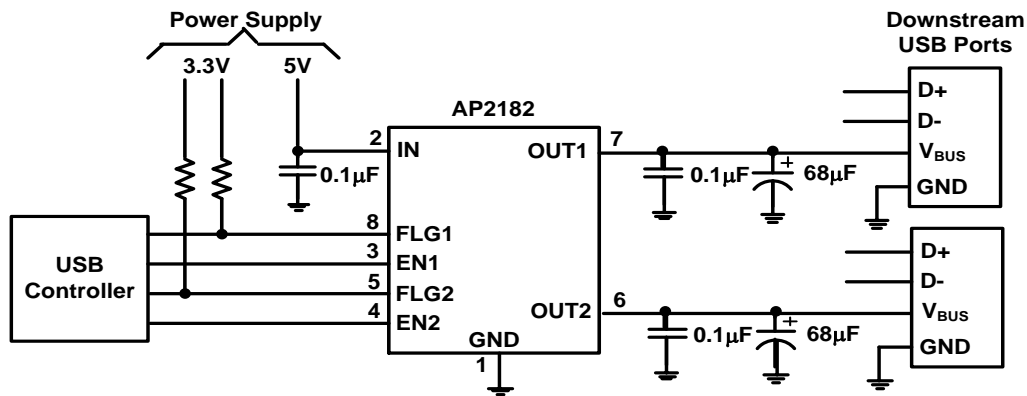 Power Supply
3.3V
5V
Downstream
USB Ports
AP2182
D+
D-
VBUS
GND
2
IN
OUT1
7
0.1μF
0.1μF
+
68μF
USB
Controller
8
FLG1
3
EN1
5
FLG2
4
EN2
GND
1
OUT2
6
0.1μF
+
68μF
D+
D-
VBUS
GND